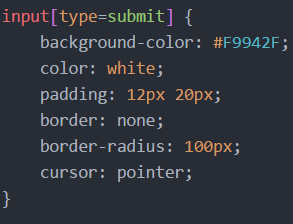 input[type=submit] {
    background-color: #F9942F;
    color: white;
    padding: 12px 20px;
    border: none;
    border-radius: 100px;
    cursor: pointer;
}